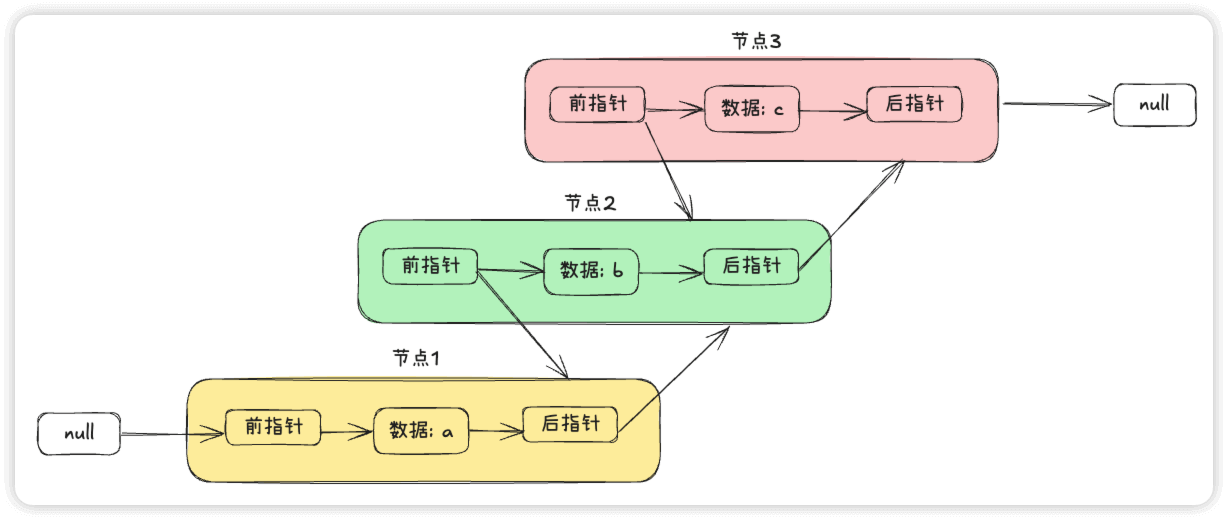 节点3
前指针
数据: c
后指针
null
节点2
前指针
数据: b
后指针
节点1
null
前指针
数据: a
后指针